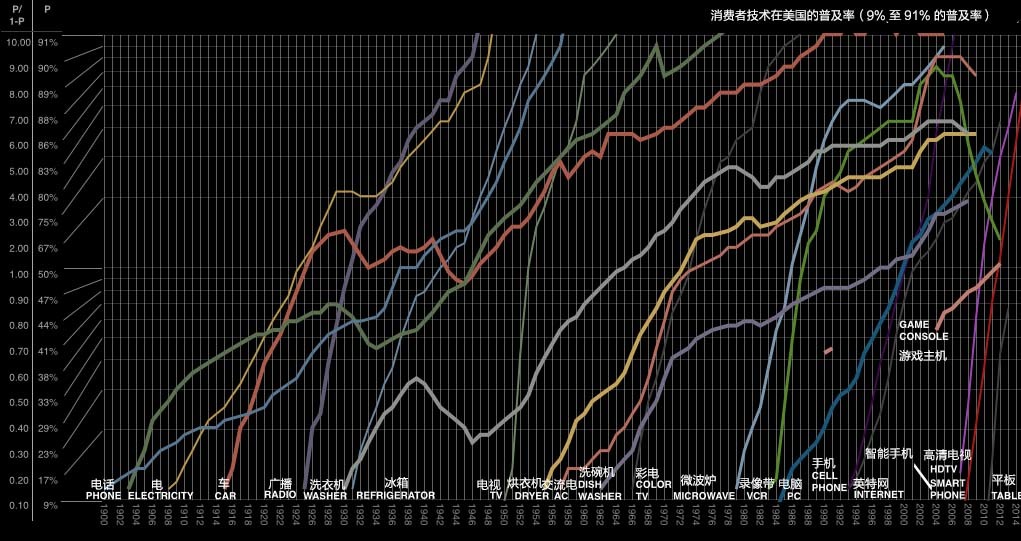 消费者技术在美国的普及率（9% 至 91% 的普及率）
P/ P
1-P
10.00 91%
9.00 90%
8.00 89%
7.00 88%
6.00 86%
5.00 83%
4.00 80%
3.00 75%
2.00 67%
1.00 50%
0.90 47%
0.80 44%
0.70 41%
0.60 38%
0.50 33%
0.40 29%
0.30 23%
0.20 17%
0.10 9%
GAME
CONSOLE
游戏主机
电话
PHONE
ELECTRICITY
车
CAR
广播
RADIO
洗衣机
WASHER
冰箱
REFRIGERATOR
电视
TV
烘衣机
DRYER
交流电
AC
洗碗机
DISH
WASHER
彩电
COLOR
TV
微波炉
MICROWAVE
录像带
VCR
电脑
PC
手机
CELL
PHONE
英特网
INTERNET
智能手机
SMART
PHONE
高清电视
HDTV
平板
TABLE
1900 1902 1904 1906 1908 1910 1912 1914 1916 1918 1920 1922 1924 1926 1928 1930 1932 1934 1936 1938 1940 1942 1944 1946 1948 1950 1952 1954 1956 1958 1960 1962 1964 1966 1968 1970 1972 1974 1976 1978 1980 1982 1984 1986 1988 1990 1992 1994 1996 1998 2000 2002 2004 2006 2008 2010 2012 2014